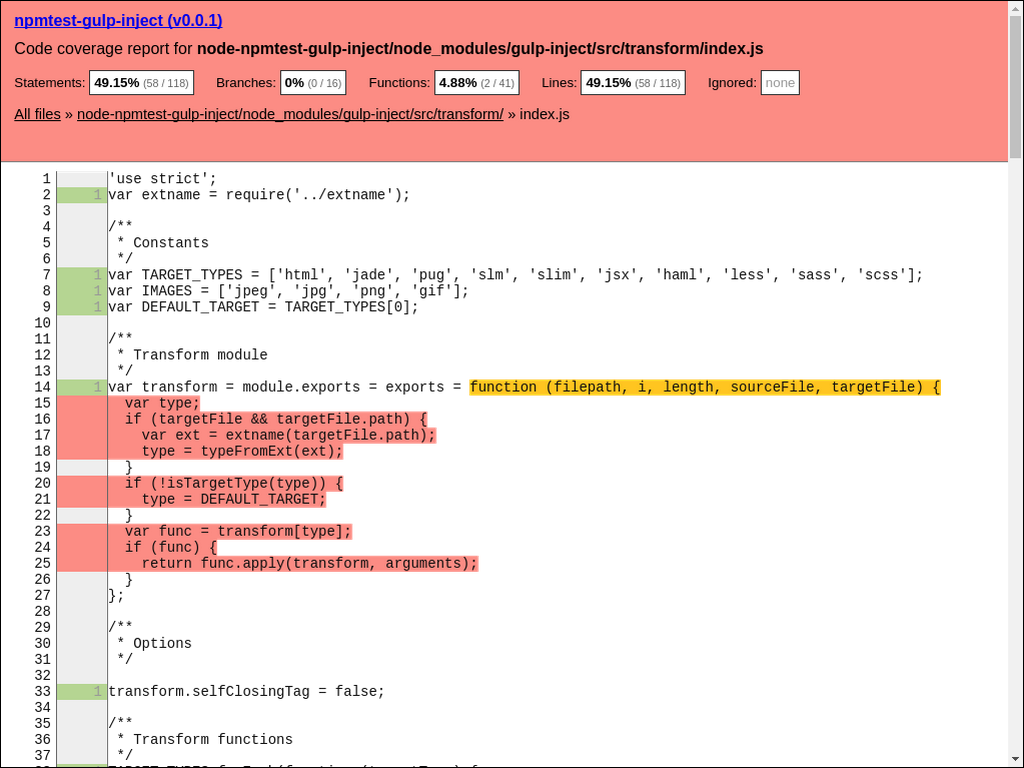 npmtest-gulp-inject (v0.0.1)
Code coverage report for node-npmtest-gulp-inject/node_modules/gulp-inject/src/transform/index.js
Statements: 49.15% (58 / 118) Branches: 0% (0 / 16) Functions: 4.88% (2 / 41) Lines: 49.15% (58 / 118) Ignored: none
All files » node-npmtest-gulp-inject/node_modules/gulp-inject/src/transform/ » index.js
1 'use strict';
2 1 var extname = require('../extname');
3
4 /**
5  * Constants
6  */
7 1 var TARGET_TYPES = ['html', 'jade', 'pug', 'slm', 'slim', 'jsx', 'haml', 'less', 'sass', 'scss'];
8 1 var IMAGES = ['jpeg', 'jpg', 'png', 'gif'];
9 1 var DEFAULT_TARGET = TARGET_TYPES[0];
10
11 /**
12  * Transform module
13  */
14 1 var transform = module.exports = exports = function (filepath, i, length, sourceFile, targetFile) {
15   var type;
16   if (targetFile && targetFile.path) {
17     var ext = extname(targetFile.path);
18     type = typeFromExt(ext);
19   }
20   if (!isTargetType(type)) {
21     type = DEFAULT_TARGET;
22   }
23   var func = transform[type];
24   if (func) {
25     return func.apply(transform, arguments);
26   }
27 };
28
29 /**
30  * Options
31  */
32
33 1 transform.selfClosingTag = false;
34
35 /**
36  * Transform functions
37  */